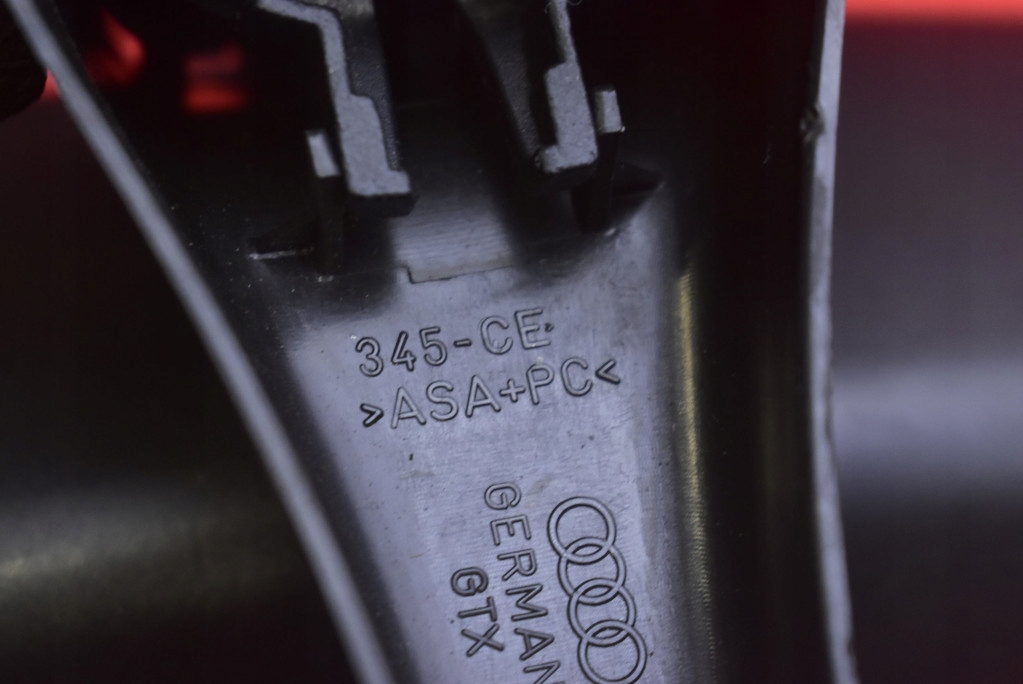 345-CE
>ASA+PC<
GERMAN
GTX